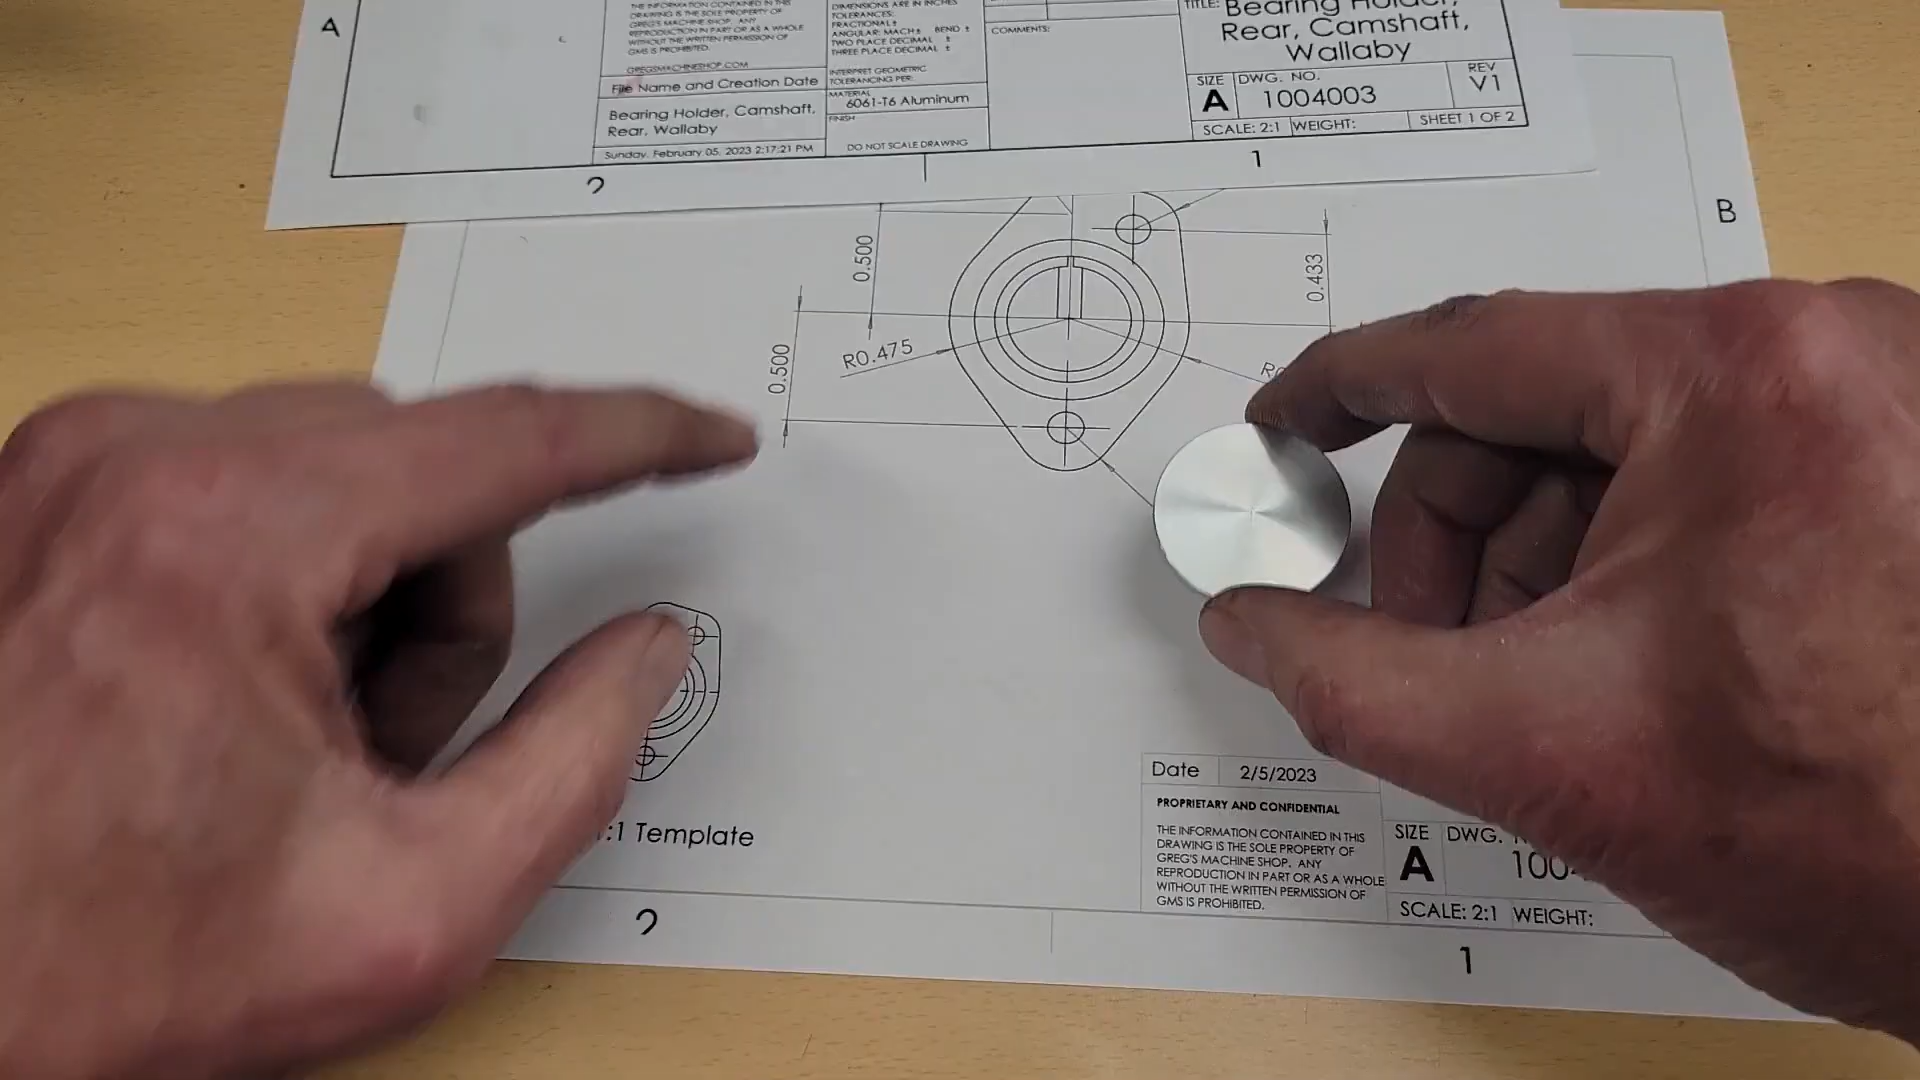 A
THE INFORMATION CONTAINED IN THIS
DRAWING IS THE SOLE PROPERTY OF
GREG'S MACHINE SHOP. ANY
REPRODUCTION IN PART OR AS A WHOLE
WITHOUT THE WRITTEN PERMISSION OF
GMS IS PROHIBITED.
GREGSMACHINESHOP.COM
File Name and Creation Date
Bearing Holder, Camshaft,
Rear, Wallaby
Sunday, February 05, 2023 2:17:21 PM
DIMENSIONS ARE IN INCHES
TOLERANCES:
FRACTIONAL±
ANGULAR: MACH± BEND ±
TWO PLACE DECIMAL ±
THREE PLACE DECIMAL ±
INTERPRET GEOMETRIC
TOLERANCING PER:
MATERIAL
6061-T6 Aluminum
FINISH
DO NOT SCALE DRAWING
COMMENTS:
TITLE:
Bearing Holder,
Rear, Camshaft,
Wallaby
SIZE
A
DWG. NO.
1004003
REV
V1
SCALE: 2:1 WEIGHT:
SHEET 1 OF 2
2
1
B
0.500
0.433
0.500
R0.475
:1 Template
Date 2/5/2023
PROPRIETARY AND CONFIDENTIAL
THE INFORMATION CONTAINED IN THIS
DRAWING IS THE SOLE PROPERTY OF
GREG'S MACHINE SHOP. ANY
REPRODUCTION IN PART OR AS A WHOLE
WITHOUT THE WRITTEN PERMISSION OF
GMS IS PROHIBITED.
SIZE
A
DWG.
100
SCALE: 2:1 WEIGHT:
2
1